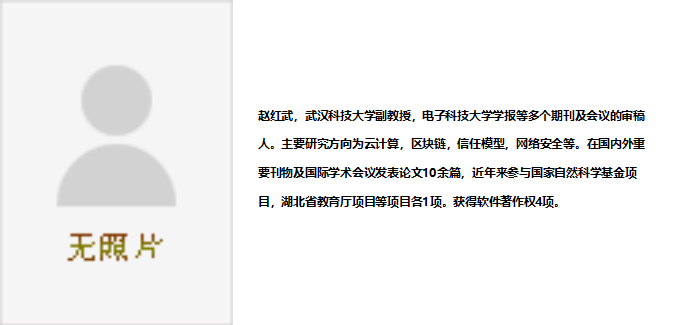 无照片
赵红武，武汉科技大学副教授，电子科技大学学报等多个期刊及会议的审稿
人。主要研究方向为云计算，区块链，信任模型，网络安全等。在国内外重
要刊物及国际学术会议发表论文10余篇，近年来参与国家自然科学基金项
目，湖北省教育厅项目等项目各1项。获得软件著作权4项。